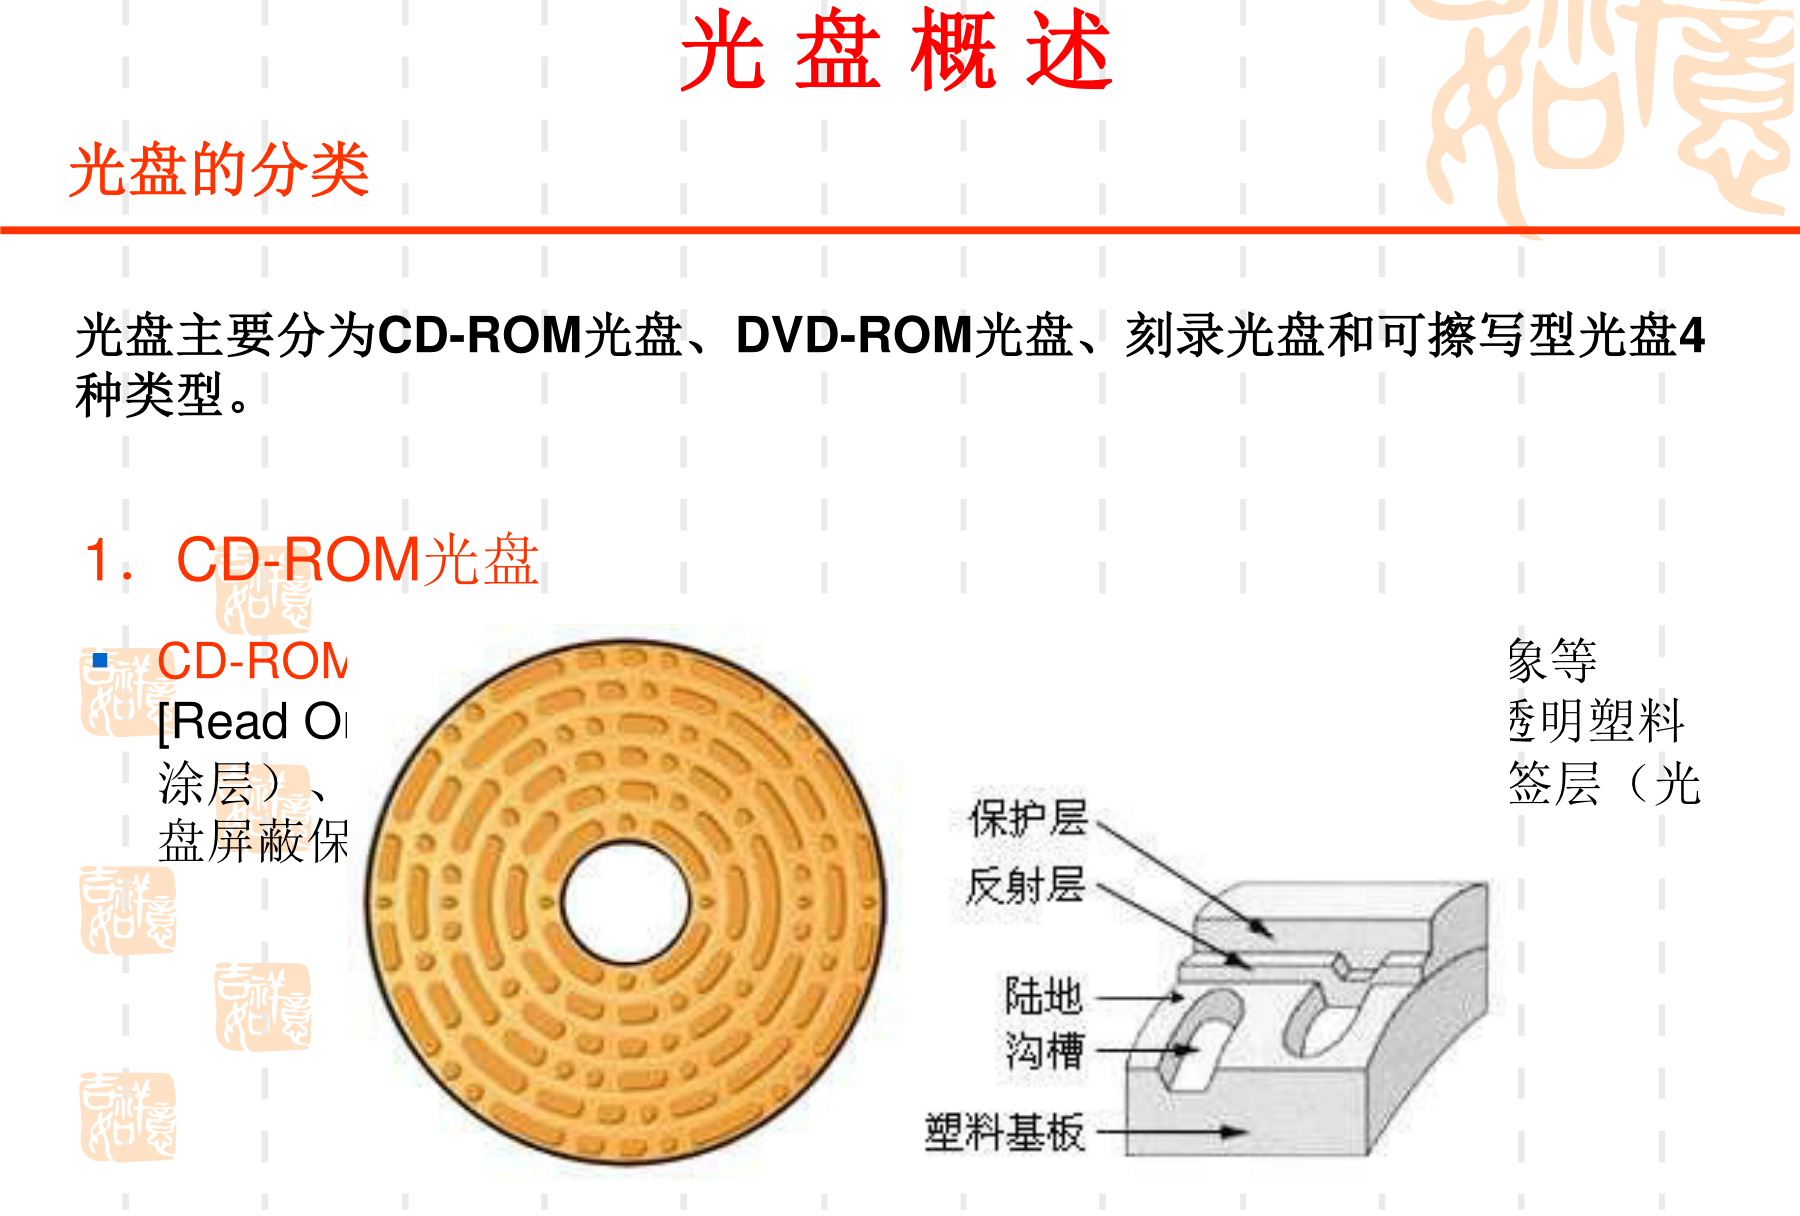 光盘概述
光盘的分类
光盘主要分为CD-ROM光盘、DVD-ROM光盘、刻录光盘和可擦写型光盘4
种类型。
1. CD-ROM光盘
CD-ROM 象等
[Read 透明塑料
涂层）、 签层（光
盘屏蔽保
保护层
反射层
陆地
沟槽
塑料基板